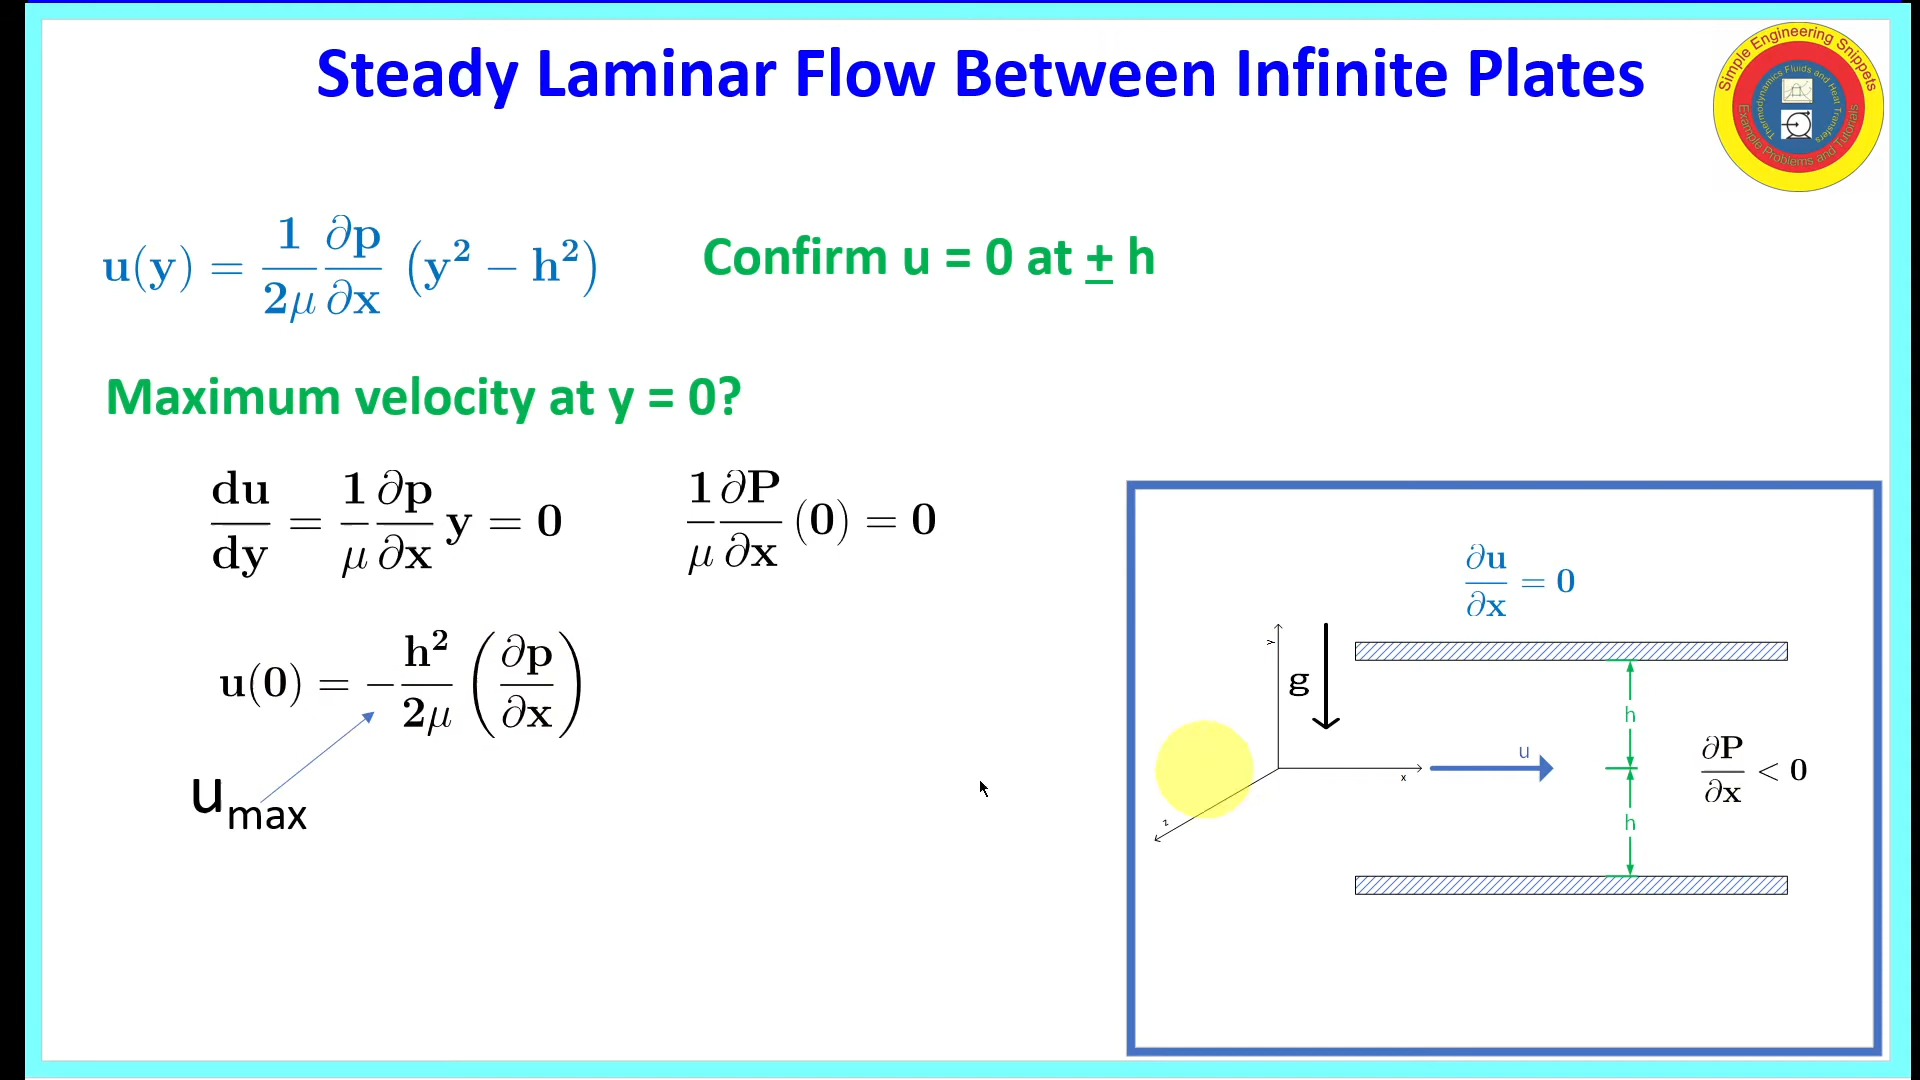 Steady Laminar Flow Between Infinite Plates
Simple Engineering Snippets
Thermodynamics Fluids and Heat Transfers
Example Problems and Tutorials
u(y) = 1/2μ ∂p/∂x (y² − h²)
Confirm u = 0 at ± h
Maximum velocity at y = 0?
du/dy = 1/μ ∂p/∂x y = 0
1/μ ∂P/∂x (0) = 0
u(0) = −h²/2μ (∂p/∂x)
umax
∂u/∂x = 0
y
g
h
u
x
∂P/∂x < 0
z
h